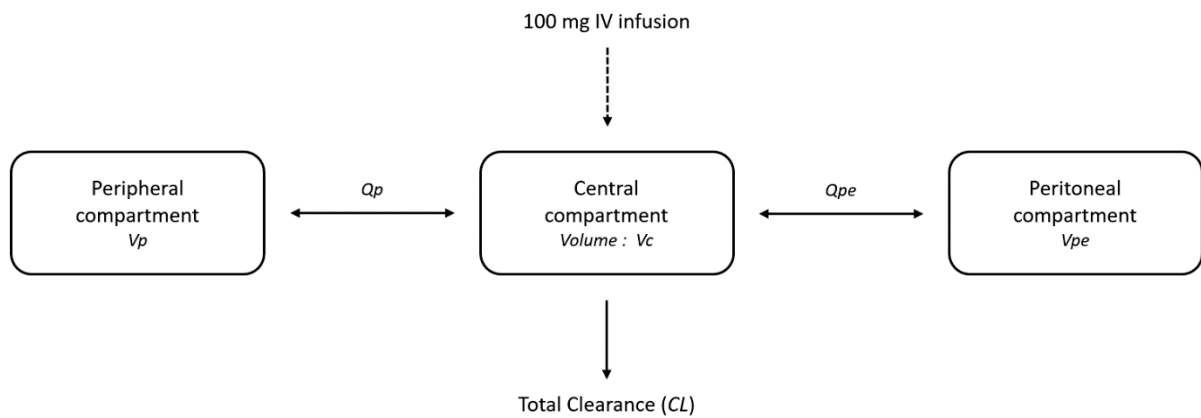 100 mg IV infusion
Peripheral
compartment
Vp
Qp
Central
compartment
Volume : Vc
Qpe
Peritoneal
compartment
Vpe
Total Clearance (CL)